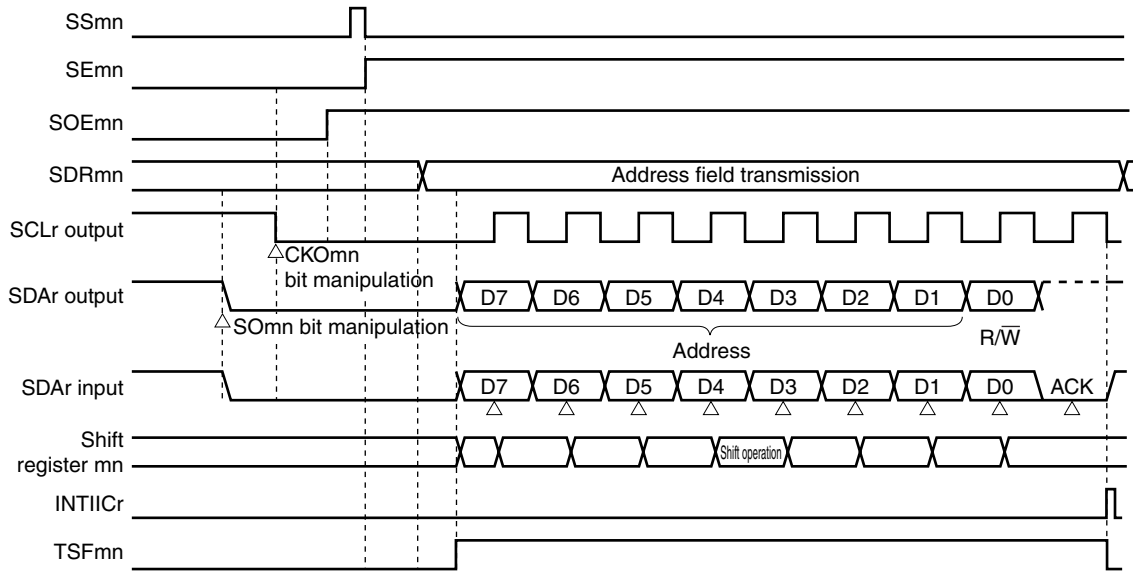 SSmn
SEmn
SOEmn
SDRmn
Address field transmission
SCLr output
△CKOmn
bit manipulation
SDAr output
D7 D6 D5 D4 D3 D2 D1 D0
△SOmn bit manipulation
Address
R/W̅
SDAr input
D7 D6 D5 D4 D3 D2 D1 D0 ACK
Shift
register mn
Shift operation
INTIICr
TSFmn